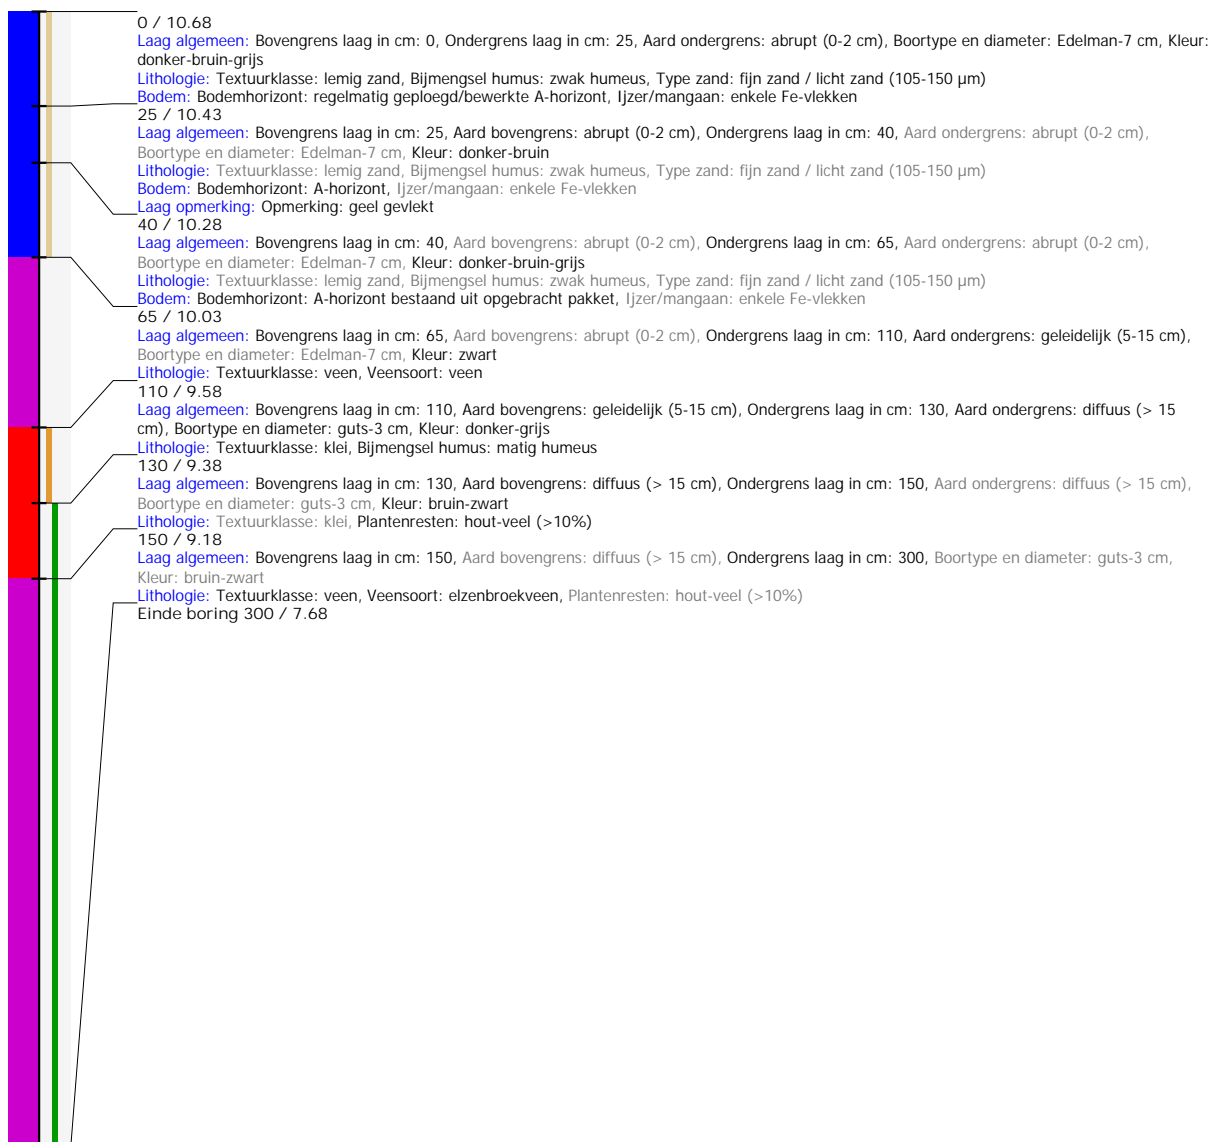 0 / 10.68
Laag algemeen: Bovengrens laag in cm: 0, Ondergrens laag in cm: 25, Aard ondergrens: abrupt (0-2 cm), Boortype en diameter: Edelman-7 cm, Kleur:
donker-bruin-grijs
Lithologie: Textuurklasse: lemig zand, Bijmengsel humus: zwak humeus, Type zand: fijn zand / licht zand (105-150 µm)
Bodem: Bodemhorizont: regelmatig geploegd/bewerkte A-horizont, Ijzer/mangaan: enkele Fe-vlekken
25 / 10.43
Laag algemeen: Bovengrens laag in cm: 25, Aard bovengrens: abrupt (0-2 cm), Ondergrens laag in cm: 40, Aard ondergrens: abrupt (0-2 cm),
Boortype en diameter: Edelman-7 cm, Kleur: donker-bruin
Lithologie: Textuurklasse: lemig zand, Bijmengsel humus: zwak humeus, Type zand: fijn zand / licht zand (105-150 µm)
Bodem: Bodemhorizont: A-horizont, Ijzer/mangaan: enkele Fe-vlekken
Laag opmerking: Opmerking: geel gevlekt
40 / 10.28
Laag algemeen: Bovengrens laag in cm: 40, Aard bovengrens: abrupt (0-2 cm), Ondergrens laag in cm: 65, Aard ondergrens: abrupt (0-2 cm),
Boortype en diameter: Edelman-7 cm, Kleur: donker-bruin-grijs
Lithologie: Textuurklasse: lemig zand, Bijmengsel humus: zwak humeus, Type zand: fijn zand / licht zand (105-150 µm)
Bodem: Bodemhorizont: A-horizont bestaand uit opgebracht pakket, Ijzer/mangaan: enkele Fe-vlekken
65 / 10.03
Laag algemeen: Bovengrens laag in cm: 65, Aard bovengrens: abrupt (0-2 cm), Ondergrens laag in cm: 110, Aard ondergrens: geleidelijk (5-15 cm),
Boortype en diameter: Edelman-7 cm, Kleur: zwart
Lithologie: Textuurklasse: veen, Veensoort: veen
110 / 9.58
Laag algemeen: Bovengrens laag in cm: 110, Aard bovengrens: geleidelijk (5-15 cm), Ondergrens laag in cm: 130, Aard ondergrens: diffuus (> 15
cm), Boortype en diameter: guts-3 cm, Kleur: donker-grijs
Lithologie: Textuurklasse: klei, Bijmengsel humus: matig humeus
130 / 9.38
Laag algemeen: Bovengrens laag in cm: 130, Aard bovengrens: diffuus (> 15 cm), Ondergrens laag in cm: 150, Aard ondergrens: diffuus (> 15 cm),
Boortype en diameter: guts-3 cm, Kleur: bruin-zwart
Lithologie: Textuurklasse: klei, Plantenresten: hout-veel (>10%)
150 / 9.18
Laag algemeen: Bovengrens laag in cm: 150, Aard bovengrens: diffuus (> 15 cm), Ondergrens laag in cm: 300, Boortype en diameter: guts-3 cm,
Kleur: bruin-zwart
Lithologie: Textuurklasse: veen, Veensoort: elzenbroekveen, Plantenresten: hout-veel (>10%)
Einde boring 300 / 7.68